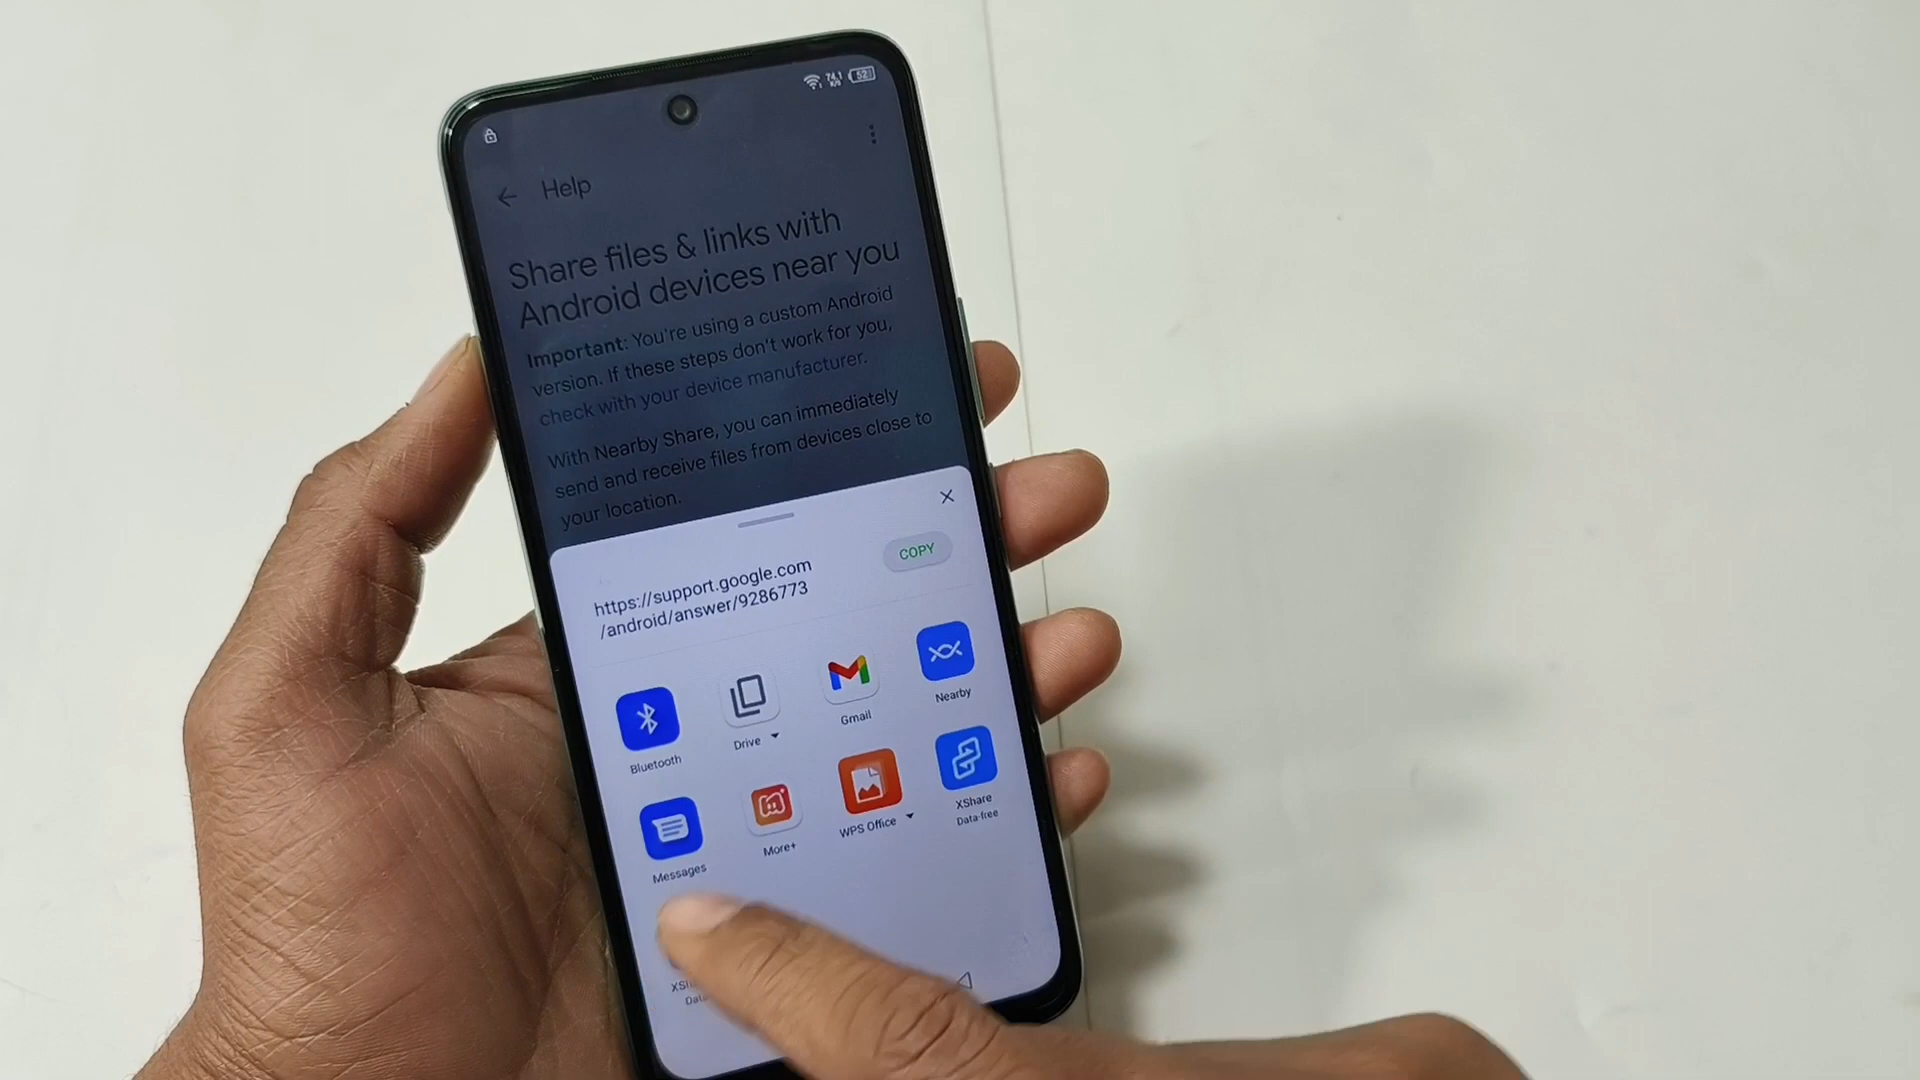 74.1
K/s
52
Help
Share files & links with
Android devices near you
Important: You're using a custom Android
version. If these steps don't work for you,
check with your device manufacturer.
With Nearby Share, you can immediately
send and receive files from devices close to
your location.
https://support.google.com
/android/answer/9286773
COPY
Bluetooth
Drive
Gmail
Nearby
Messages
More+
WPS Office
XShare
Data-free